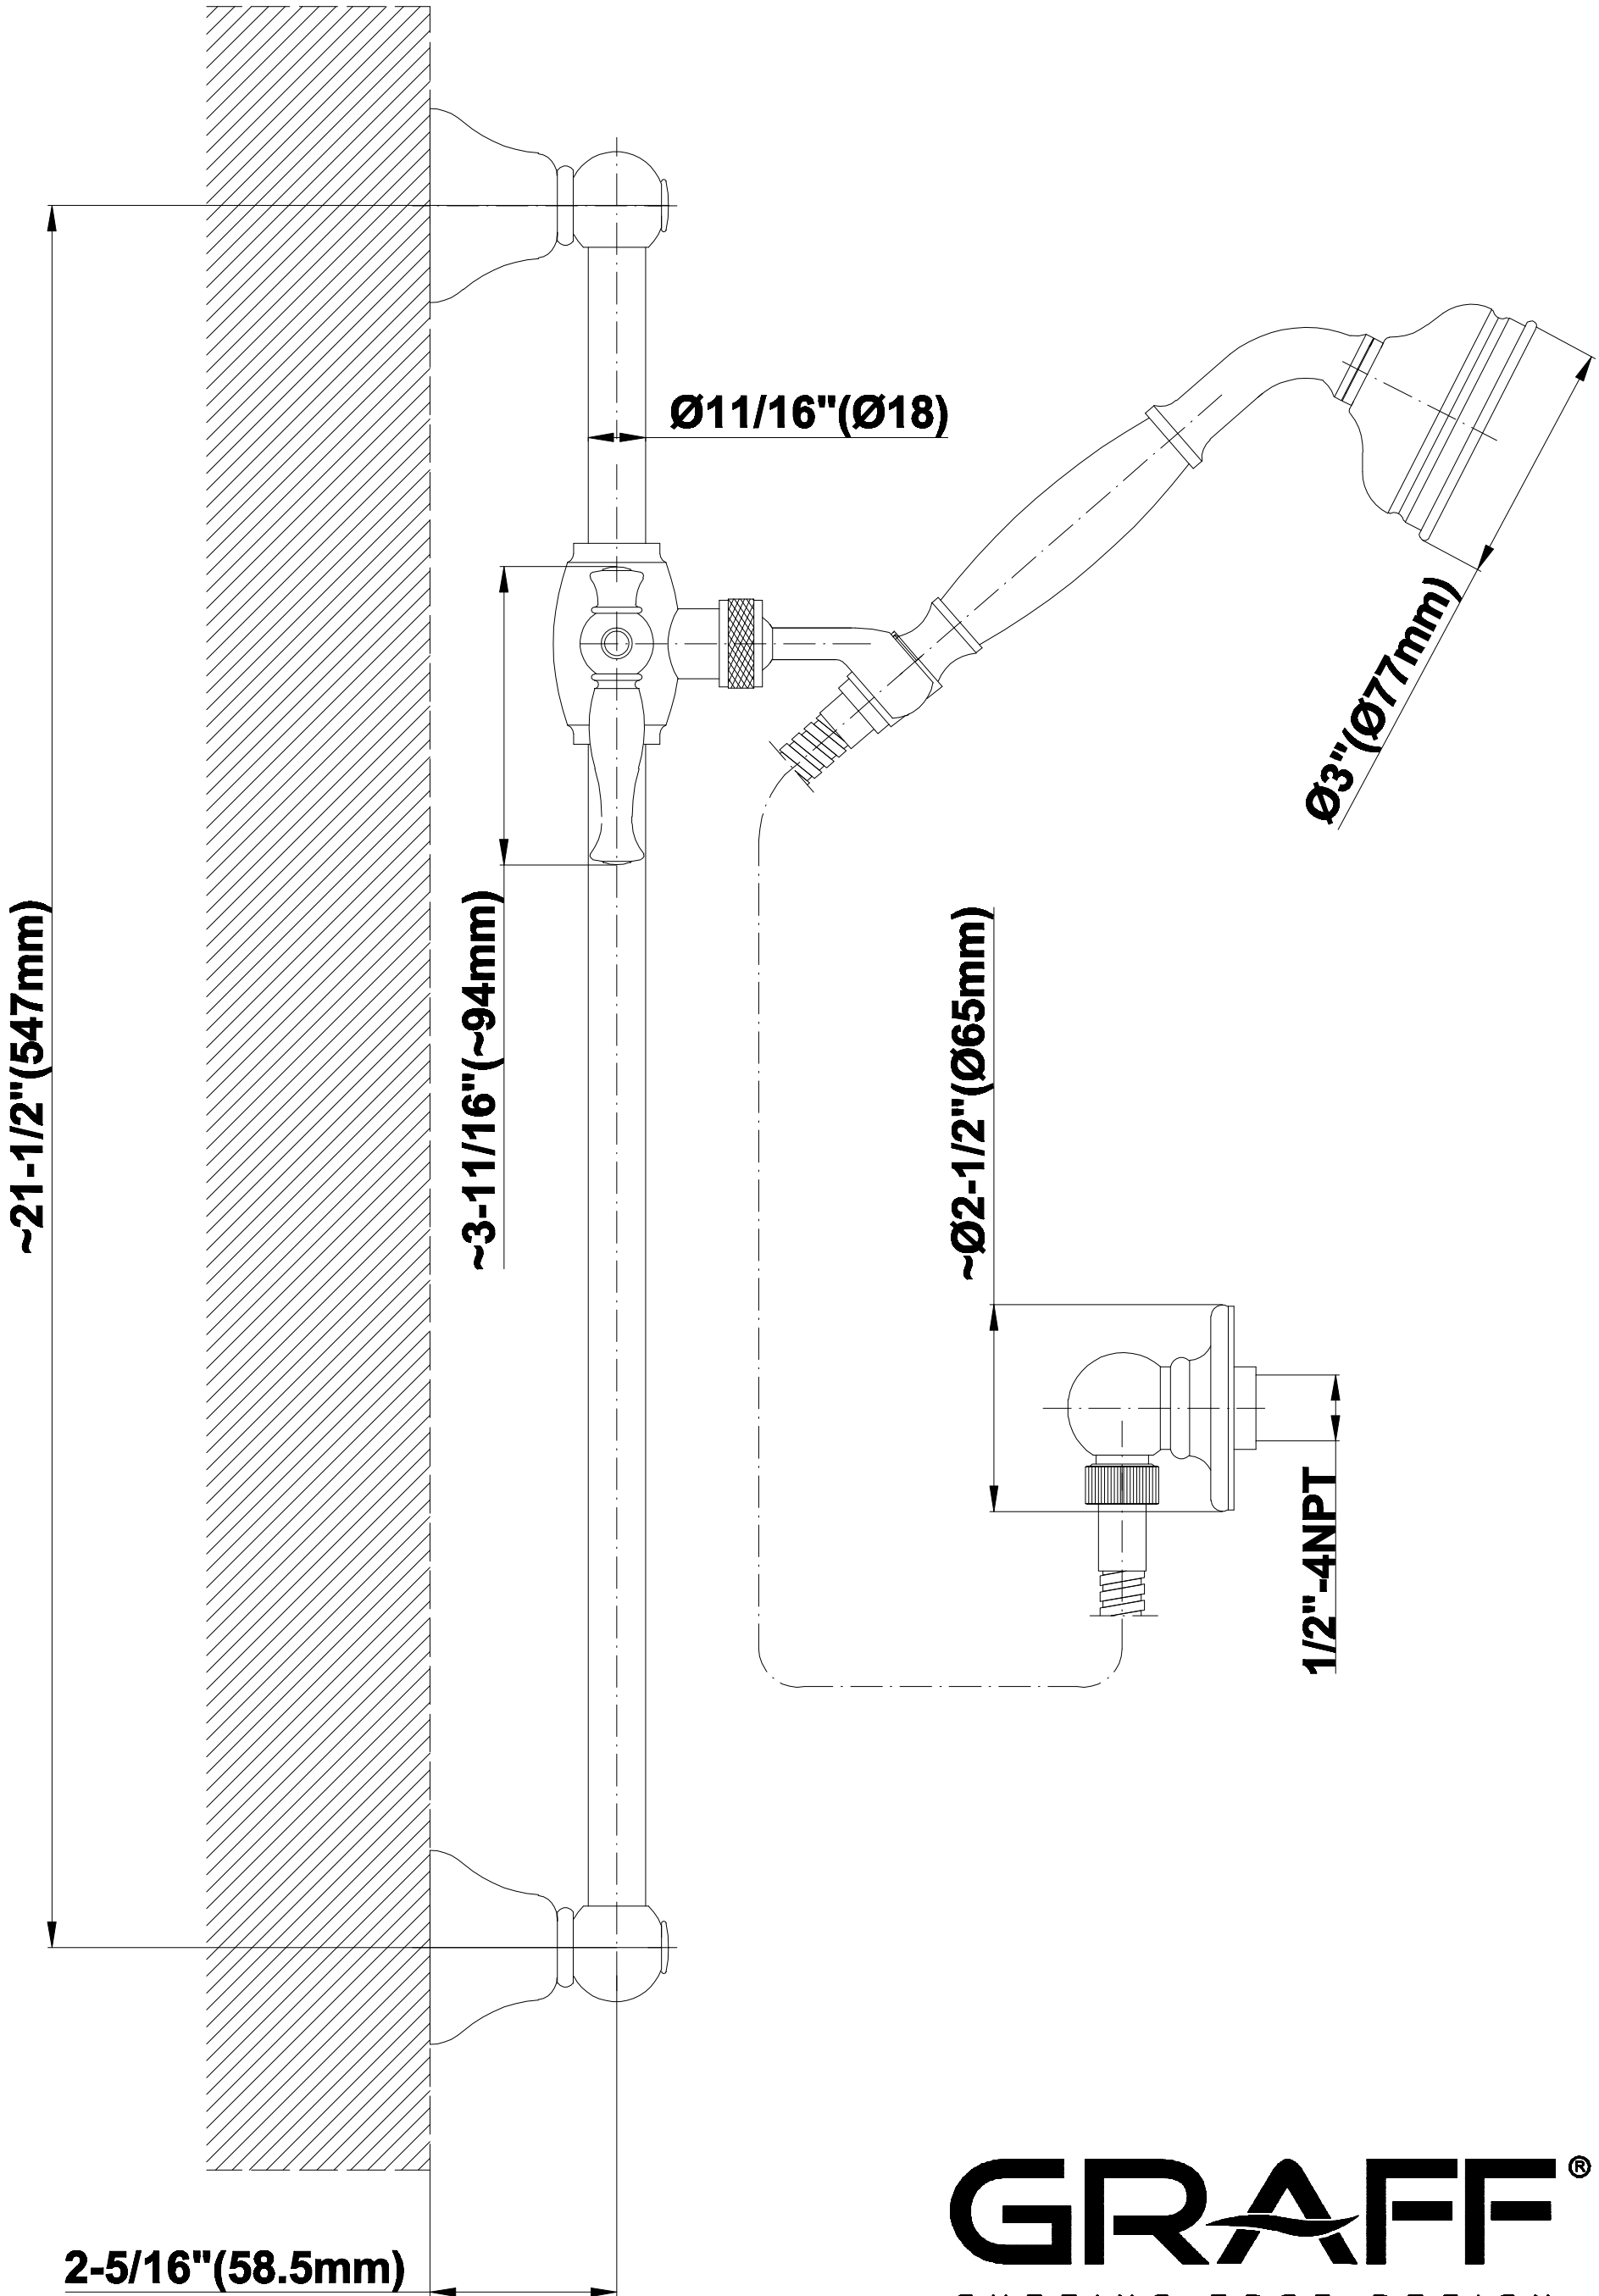 Ø11/16"(Ø18)
Ø3"(Ø77mm)
~21-1/2"(547mm)
~3-11/16"(~94mm)
~Ø2-1/2"(Ø65mm)
1/2"-4NPT
GRAFF®
2-5/16"(58.5mm)